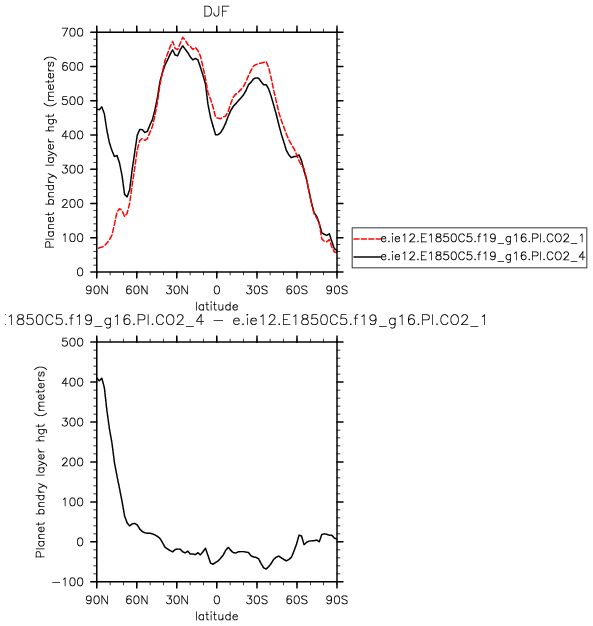 DJF
700
600
500
400
300
200
100
0
Planet bndry layer hgt (meters)
90N 60N 30N 0 30S 60S 90S
latitude
e.ie12.E1850C5.f19_g16.PI.CO2_1
e.ie12.E1850C5.f19_g16.PI.CO2_4
.1850C5.f19_g16.PI.CO2_4 − e.ie12.E1850C5.f19_g16.PI.CO2_1
500
400
300
200
100
0
−100
Planet bndry layer hgt (meters)
90N 60N 30N 0 30S 60S 90S
latitude